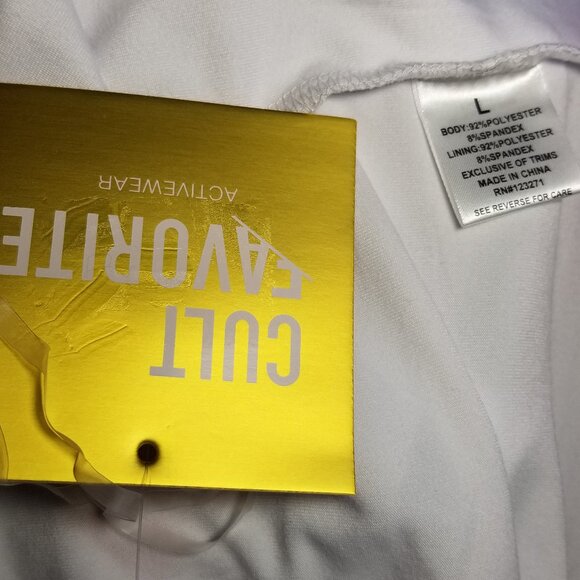 CULT
FAVORITE
ACTIVEWEAR
L
BODY:92%POLYESTER
8%SPANDEX
LINING:92%POLYESTER
8%SPANDEX
EXCLUSIVE OF TRIMS
MADE IN CHINA
RN#123271
SEE REVERSE FOR CARE